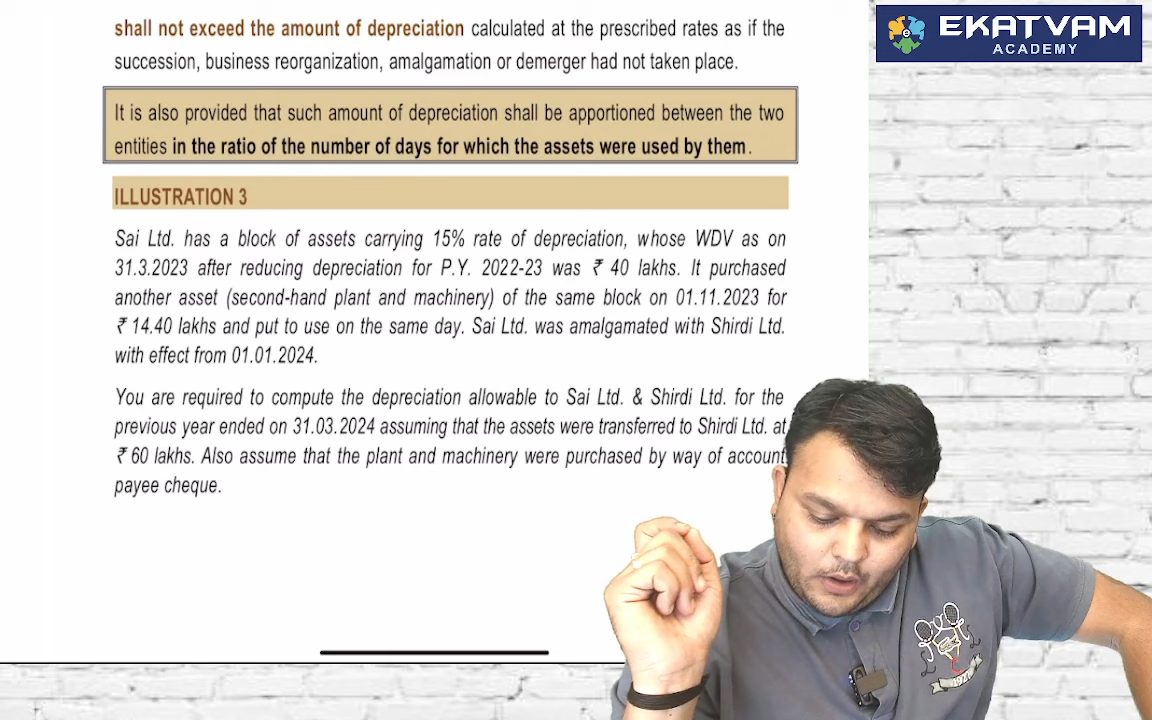 shall not exceed the amount of depreciation calculated at the prescribed rates as if the
succession, business reorganization, amalgamation or demerger had not taken place.
It is also provided that such amount of depreciation shall be apportioned between the two
entities in the ratio of the number of days for which the assets were used by them.
ILLUSTRATION 3
Sai Ltd. has a block of assets carrying 15% rate of depreciation, whose WDV as on
31.3.2023 after reducing depreciation for P.Y. 2022-23 was ₹ 40 lakhs. It purchased
another asset (second-hand plant and machinery) of the same block on 01.11.2023 for
₹ 14.40 lakhs and put to use on the same day. Sai Ltd. was amalgamated with Shirdi Ltd.
with effect from 01.01.2024.
You are required to compute the depreciation allowable to Sai Ltd. & Shirdi Ltd. for the
previous year ended on 31.03.2024 assuming that the assets were transferred to Shirdi Ltd. at
₹ 60 lakhs. Also assume that the plant and machinery were purchased by way of account
payee cheque.
EKATVAM
ACADEMY